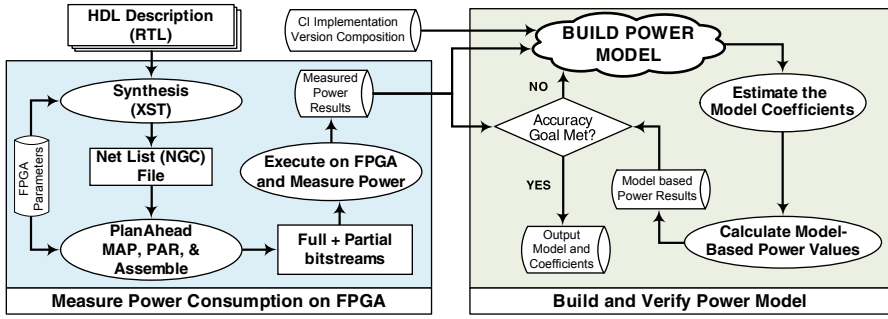 HDL Description
(RTL)
Synthesis
(XST)
Net List (NGC)
File
FPGA
Parameters
PlanAhead
MAP, PAR, &
Assemble
Full + Partial
bitstreams
Execute on FPGA
and Measure Power
Measured
Power
Results
Measure Power Consumption on FPGA
CI Implementation
Version Composition
BUILD POWER
MODEL
NO
Accuracy
Goal Met?
YES
Output
Model and
Coefficients
Model based
Power Results
Estimate the
Model Coefficients
Calculate Model-
Based Power Values
Build and Verify Power Model